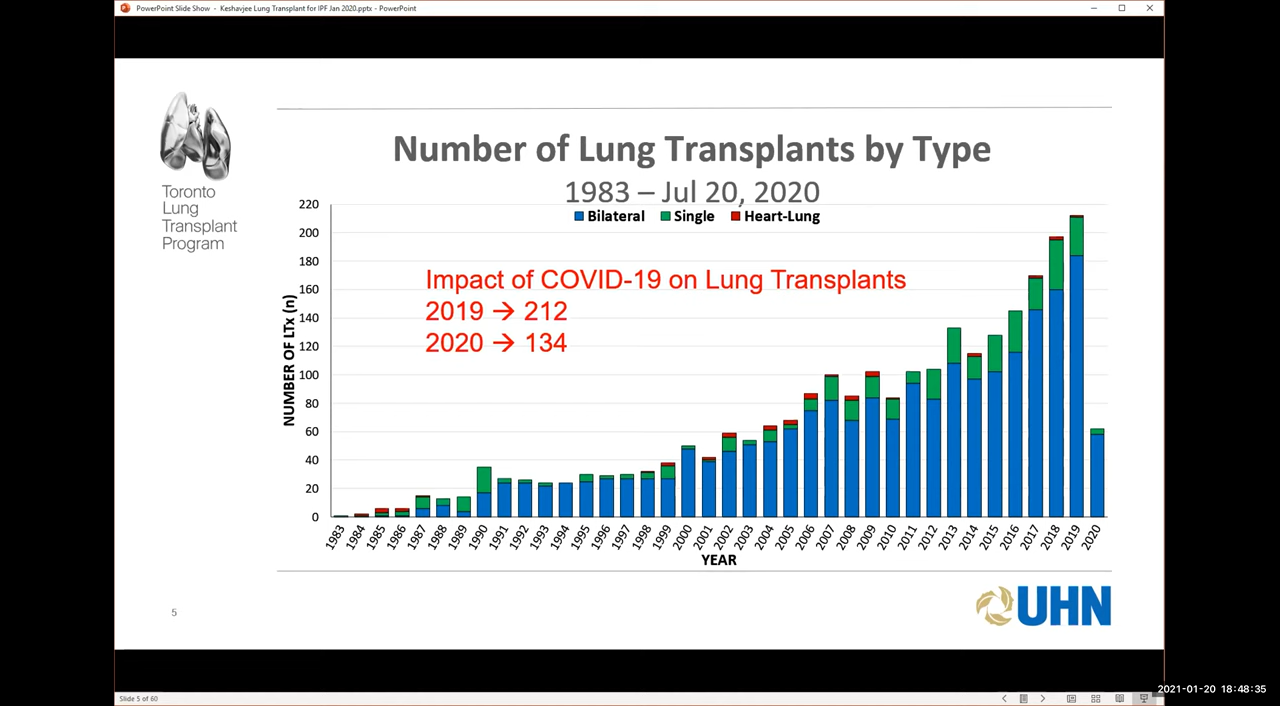 PowerPoint Slide Show - Keshavjee Lung Transplant for IPF Jan 2020.pptx - PowerPoint
Toronto
Lung
Transplant
Program
Number of Lung Transplants by Type
1983 – Jul 20, 2020
Bilateral Single Heart-Lung
Impact of COVID-19 on Lung Transplants
2019 → 212
2020 → 134
NUMBER OF LTx (n)
220
200
180
160
140
120
100
80
60
40
20
0
1983 1984 1985 1986 1987 1988 1989 1990 1991 1992 1993 1994 1995 1996 1997 1998 1999 2000 2001 2002 2003 2004 2005 2006 2007 2008 2009 2010 2011 2012 2013 2014 2015 2016 2017 2018 2019 2020
YEAR
5
UHN
Slide 5 of 60
2021-01-20 18:48:35